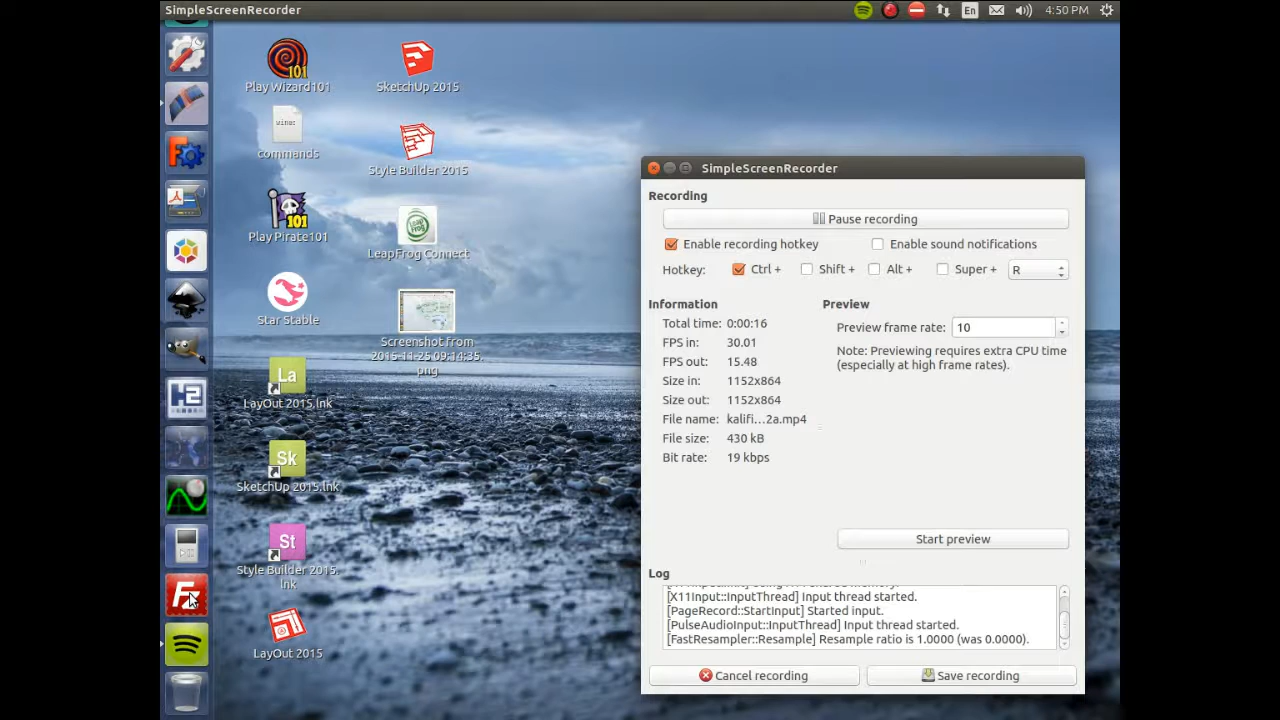 SimpleScreenRecorder
En
4:50 PM
Play Wizard101
SketchUp 2015
commands
Style Builder 2015
Play Pirate101
LeapFrog Connect
Star Stable
Screenshot from
2015-11-25 09:14:35.
png
La
LayOut 2015.lnk
Sk
SketchUp 2015.lnk
St
Style Builder 2015.
lnk
LayOut 2015
SimpleScreenRecorder
Recording
Pause recording
Enable recording hotkey
Enable sound notifications
Hotkey:
Ctrl +
Shift +
Alt +
Super +
R
Information
Preview
Total time: 0:00:16
Preview frame rate: 10
FPS in: 30.01
Note: Previewing requires extra CPU time
(especially at high frame rates).
FPS out: 15.48
Size in: 1152x864
Size out: 1152x864
File name: kalifi...2a.mp4
File size: 430 kB
Bit rate: 19 kbps
Start preview
Log
[X11Input::InputThread] Input thread started.
[PageRecord::StartInput] Started input.
[PulseAudioInput::InputThread] Input thread started.
[FastResampler::Resample] Resample ratio is 1.0000 (was 0.0000).
Cancel recording
Save recording